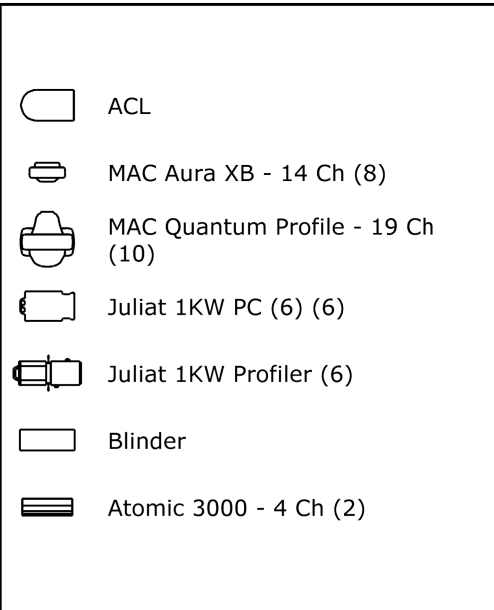 ACL
MAC Aura XB - 14 Ch (8)
MAC Quantum Profile - 19 Ch
(10)
Juliat 1KW PC (6) (6)
Juliat 1KW Profiler (6)
Blinder
Atomic 3000 - 4 Ch (2)